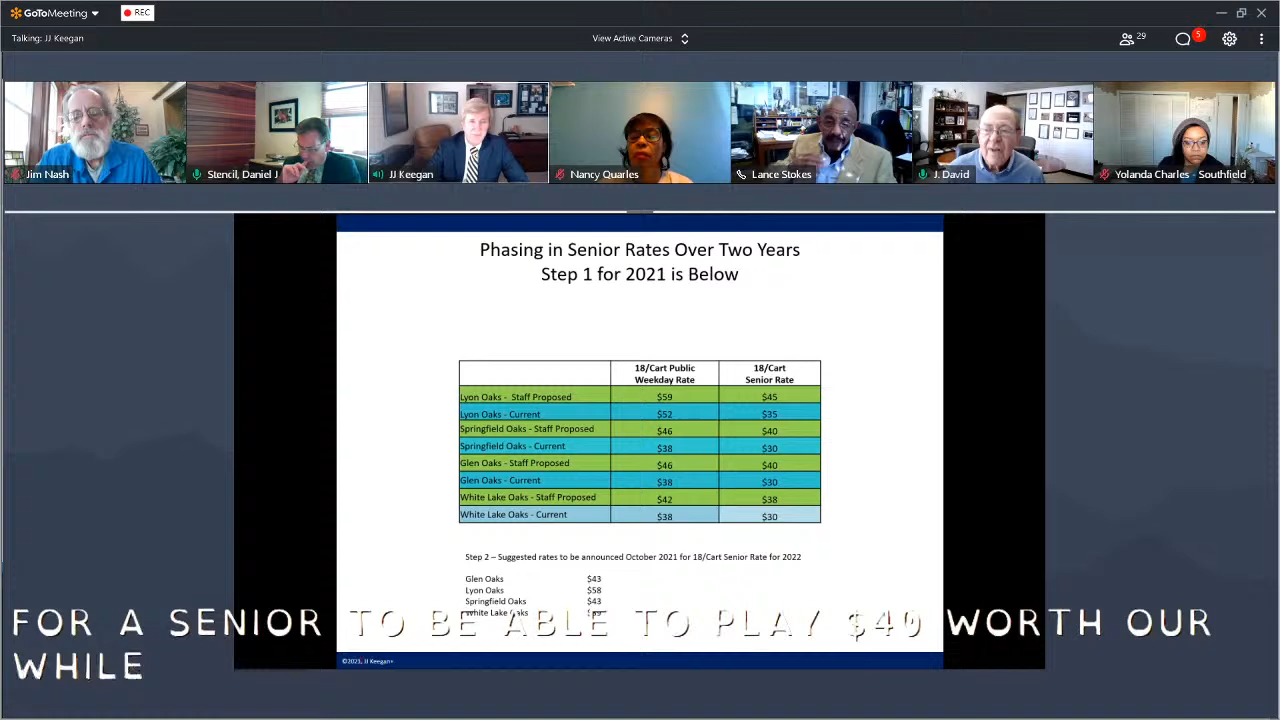 GoToMeeting
REC
Talking: JJ Keegan
View Active Cameras
29
5
Jim Nash
Stencil, Daniel J
JJ Keegan
Nancy Quarles
Lance Stokes
J. David
Yolanda Charles - Southfield
Phasing in Senior Rates Over Two Years
Step 1 for 2021 is Below
18/Cart Public Weekday Rate 18/Cart Senior Rate
Lyon Oaks - Staff Proposed $59 $45
Lyon Oaks - Current $52 $35
Springfield Oaks - Staff Proposed $46 $40
Springfield Oaks - Current $38 $30
Glen Oaks - Staff Proposed $46 $40
Glen Oaks - Current $38 $30
White Lake Oaks - Staff Proposed $42 $38
White Lake Oaks - Current $38 $30
Step 2 – Suggested rates to be announced October 2021 for 18/Cart Senior Rate for 2022
Glen Oaks $43
Lyon Oaks $58
Springfield Oaks $43
White Lake Oaks
FOR A SENIOR TO BE ABLE TO PLAY $40 WORTH OUR
WHILE
©2021, JJ Keegan+